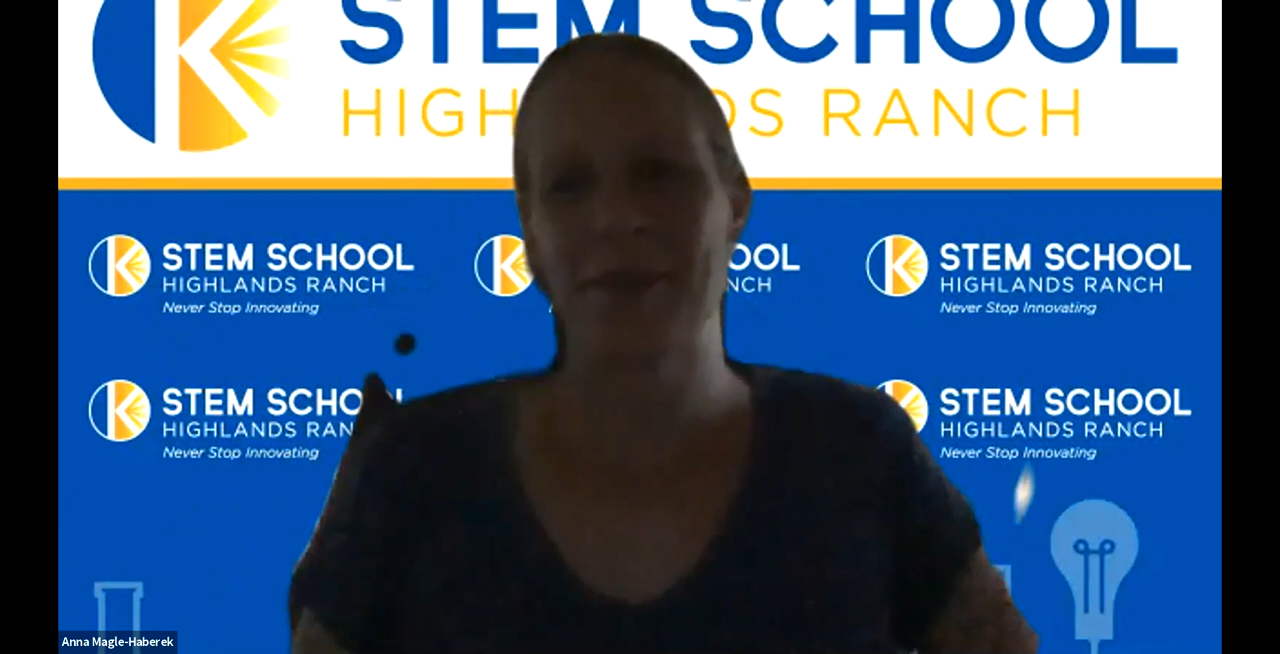 STEM SCHOOL
HIGH DS RANCH
STEM SCHOOL
HIGHLANDS RANCH
Never Stop Innovating
OOL
NCH
STEM SCHOOL
HIGHLANDS RANCH
Never Stop Innovating
STEM SCHO
HIGHLANDS RAN
Never Stop Innovating
STEM SCHOOL
HIGHLANDS RANCH
Never Stop Innovating
Anna Magle-Haberek